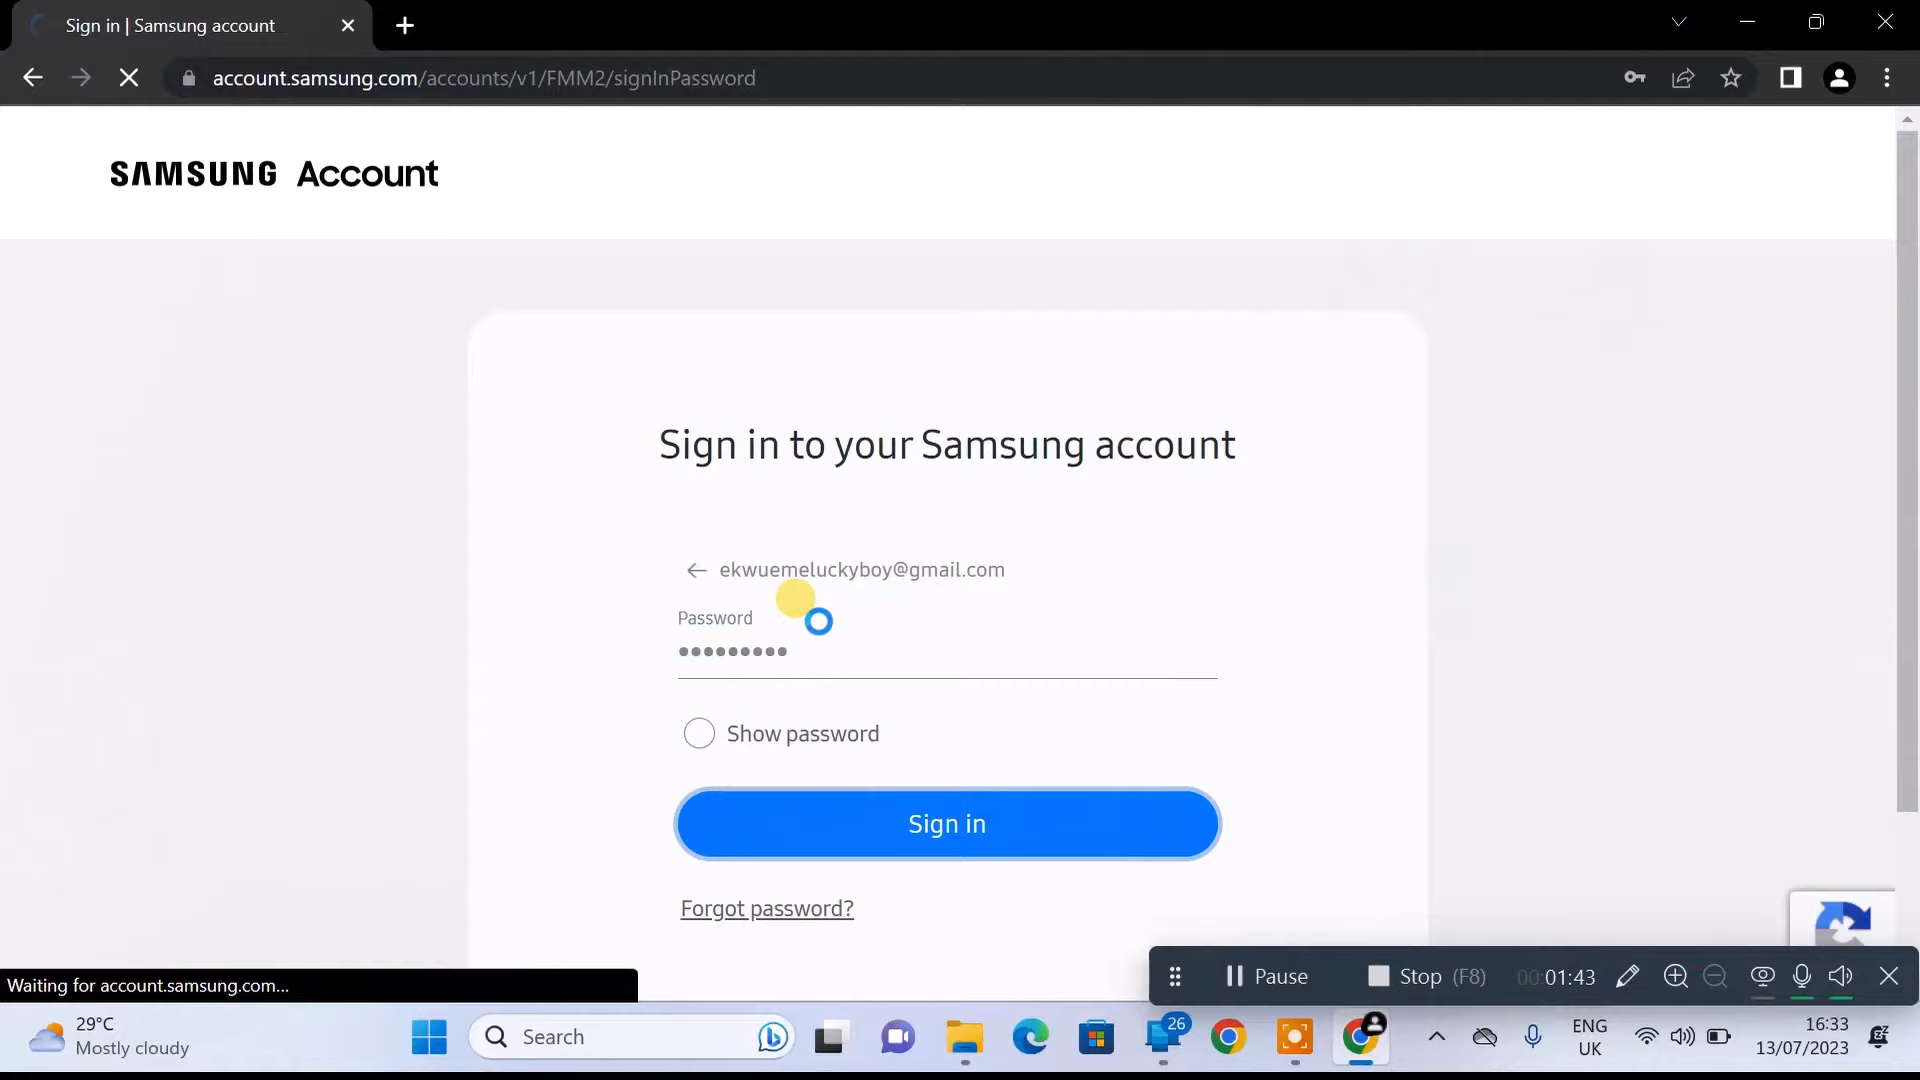 Sign in | Samsung account
account.samsung.com/accounts/v1/FMM2/signInPassword
SAMSUNG Account
Sign in to your Samsung account
ekwuemeluckyboy@gmail.com
Password
Show password
Sign in
Forgot password?
Waiting for account.samsung.com...
Pause
Stop (F8)
00:01:43
29°C
Mostly cloudy
Search
26
ENG
UK
16:33
13/07/2023